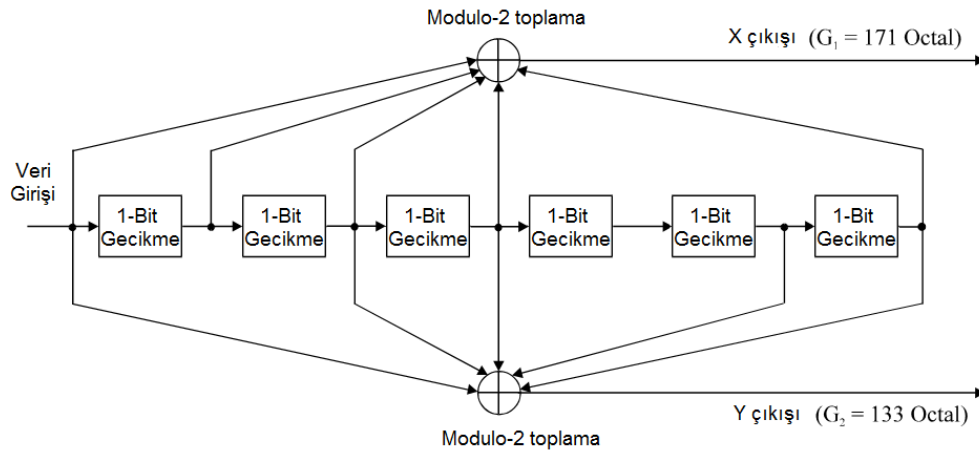 Modulo-2 toplama
X çıkışı (G₁ = 171 Octal)
Veri
Girişi
1-Bit
Gecikme
1-Bit
Gecikme
1-Bit
Gecikme
1-Bit
Gecikme
1-Bit
Gecikme
1-Bit
Gecikme
Y çıkışı (G₂ = 133 Octal)
Modulo-2 toplama